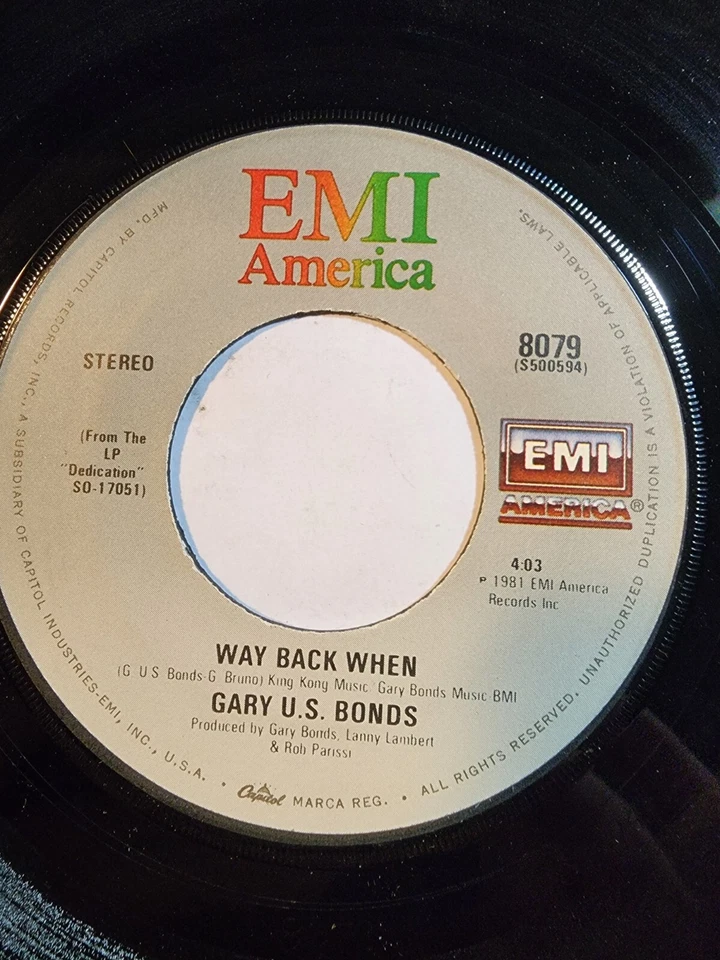 EMI
America
STEREO
8079
(S500594)
(From The
LP
"Dedication"
SO-17051)
EMI
AMERICA®
4:03
℗ 1981 EMI America
Records Inc
WAY BACK WHEN
(G. U.S. Bonds-G. Bruno) King Kong Music/Gary Bonds Music BMI
GARY U.S. BONDS
Produced by Gary Bonds, Lanny Lambert
& Rob Parissi
MFD. BY CAPITOL RECORDS, INC., A SUBSIDIARY OF CAPITOL INDUSTRIES-EMI, INC., U.S.A. • Capitol MARCA REG. • ALL RIGHTS RESERVED. UNAUTHORIZED DUPLICATION IS A VIOLATION OF APPLICABLE LAWS.